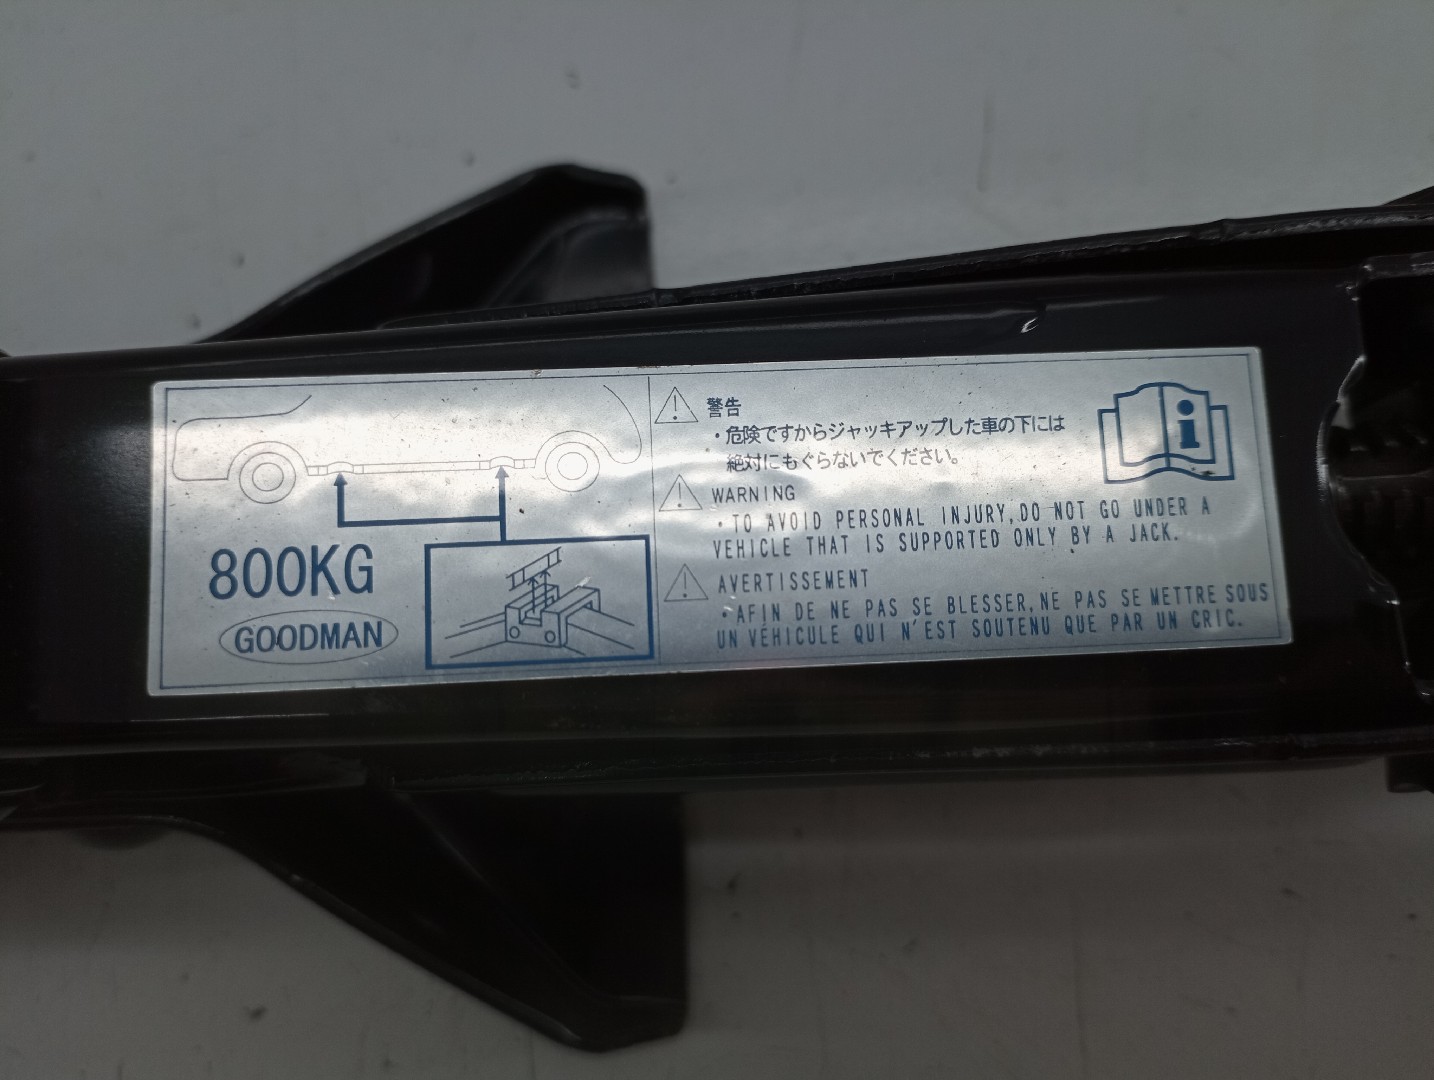 800KG
GOODMAN
警告
・危険ですからジャッキアップした車の下には
絶対にもぐらないでください。
WARNING
・TO AVOID PERSONAL INJURY,DO NOT GO UNDER A
VEHICLE THAT IS SUPPORTED ONLY BY A JACK.
AVERTISSEMENT
・AFIN DE NE PAS SE BLESSER,NE PAS SE METTRE SOUS
UN VÉHICULE QUI N'EST SOUTENU QUE PAR UN CRIC.
i